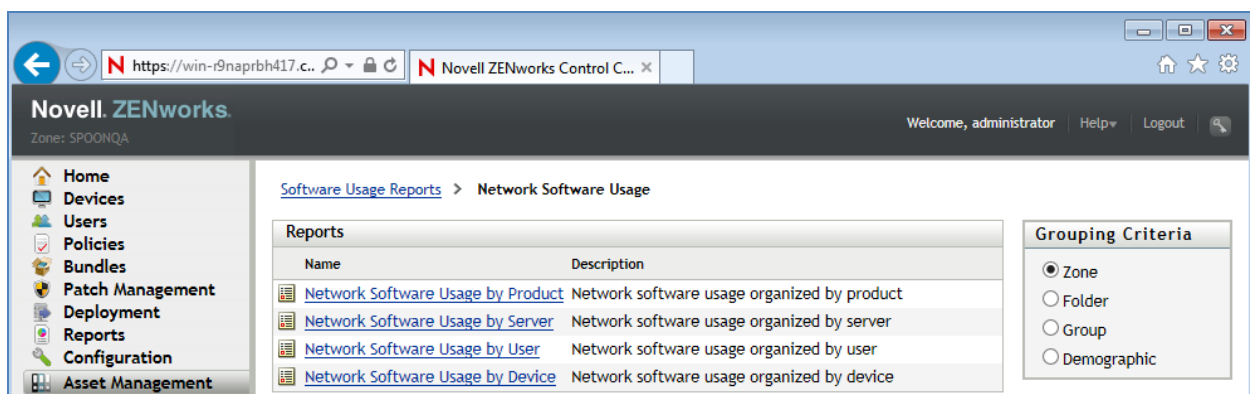 https://win-r9naprbh417.c..
Novell ZENworks Control C...
Novell. ZENworks.
Zone: SPOONQA
Welcome, administrator Help Logout
Home
Devices
Users
Policies
Bundles
Patch Management
Deployment
Reports
Configuration
Asset Management
Software Usage Reports > Network Software Usage
Reports
Name Description
Network Software Usage by Product Network software usage organized by product
Network Software Usage by Server Network software usage organized by server
Network Software Usage by User Network software usage organized by user
Network Software Usage by Device Network software usage organized by device
Grouping Criteria
Zone
Folder
Group
Demographic